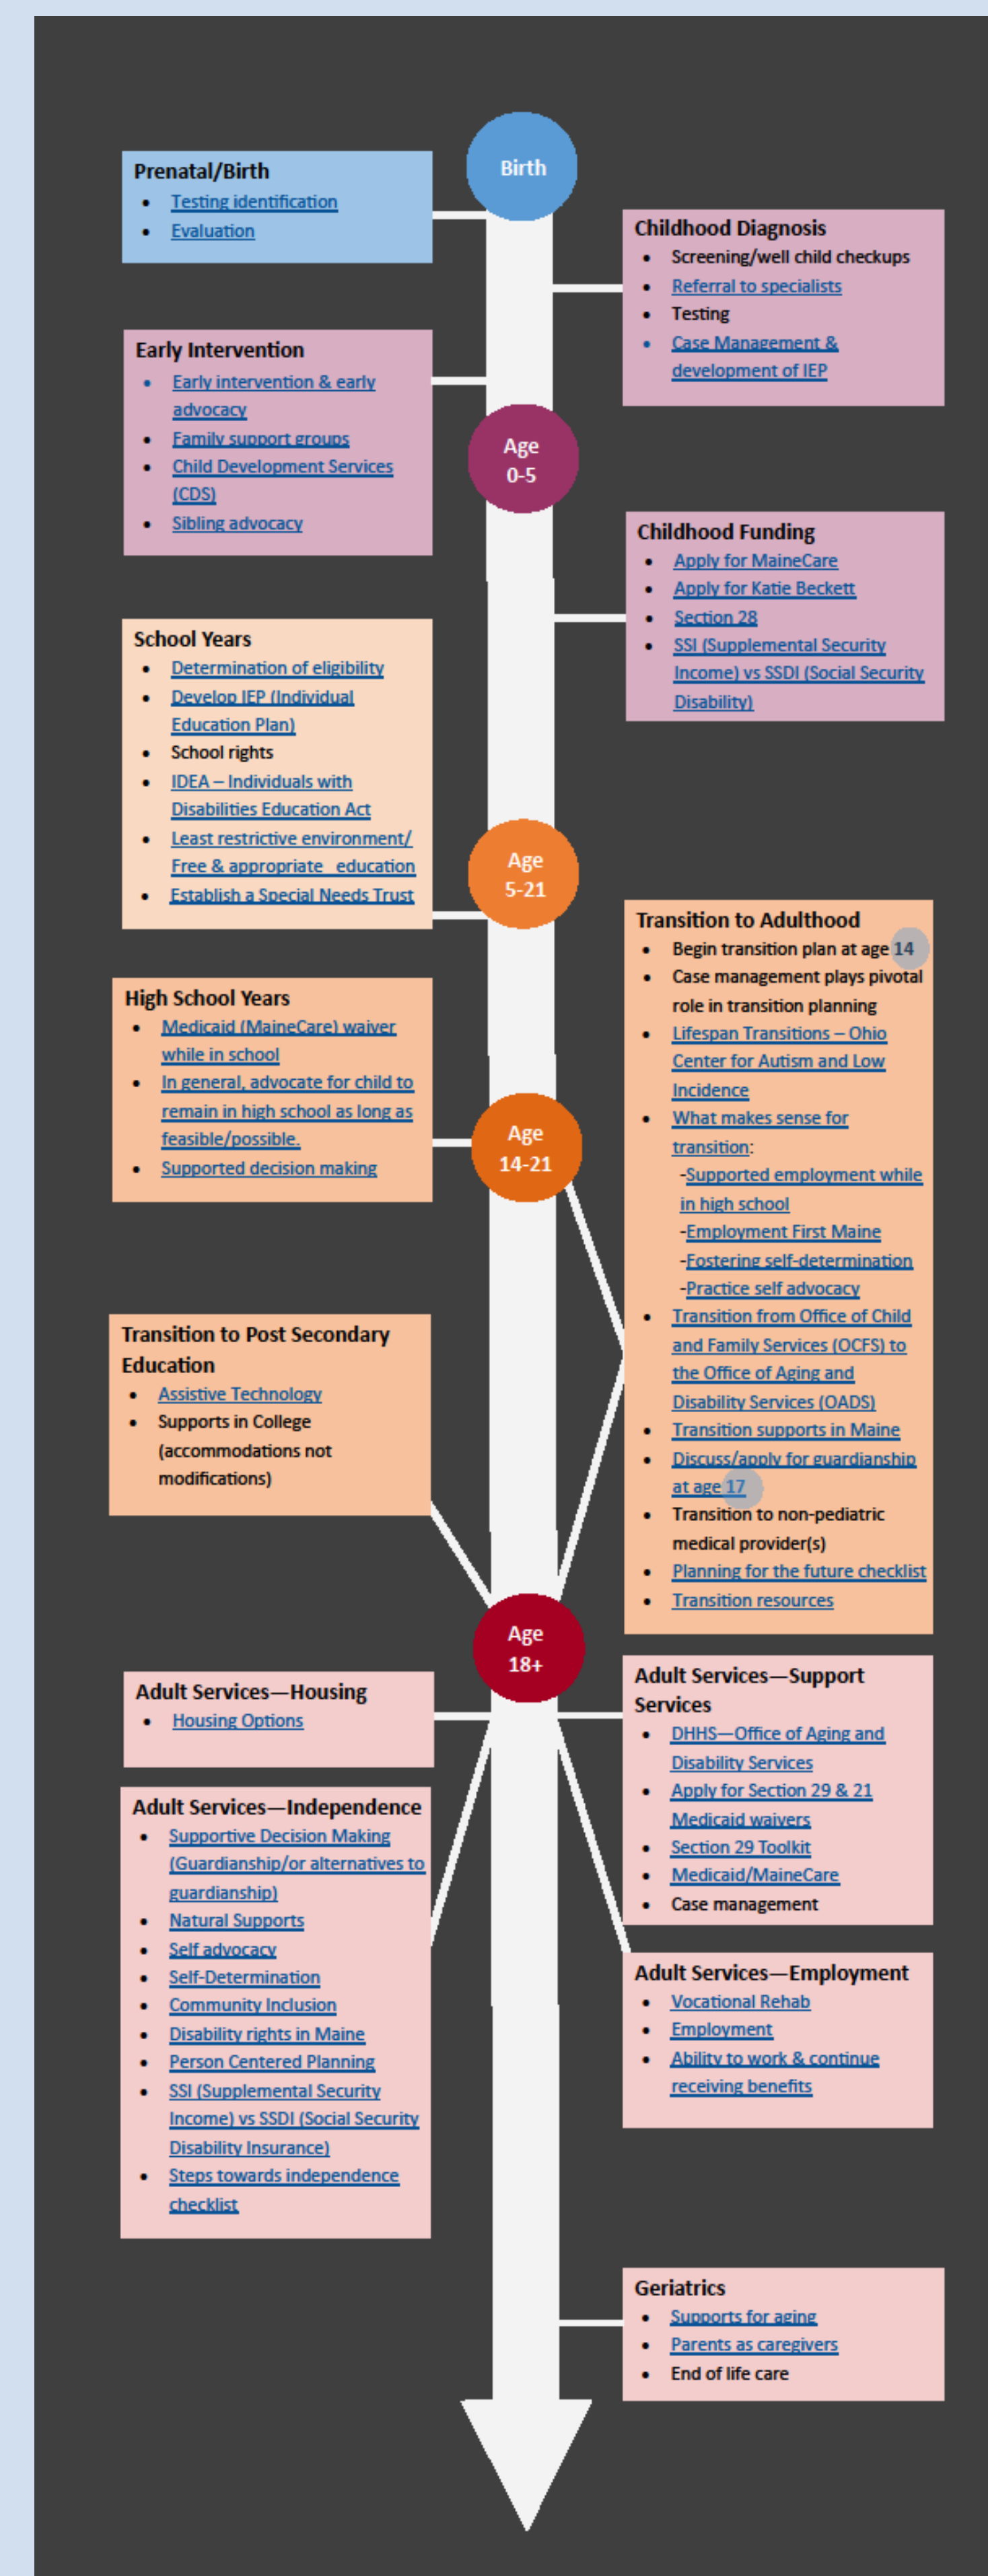 Birth
Prenatal/Birth
• Testing identification
• Evaluation
Childhood Diagnosis
• Screening/well child checkups
• Referral to specialists
• Testing
• Case Management &
development of IEP
Early Intervention
• Early intervention & early
advocacy
• Family support groups
• Child Development Services
(CDS)
• Sibling advocacy
Age
0-5
Childhood Funding
• Apply for MaineCare
• Apply for Katie Beckett
• Section 28
• SSI (Supplemental Security
Income) vs SSDI (Social Security
Disability)
School Years
• Determination of eligibility
• Develop IEP (Individual
Education Plan)
• School rights
• IDEA – Individuals with
Disabilities Education Act
• Least restrictive environment/
Free & appropriate education
• Establish a Special Needs Trust
Age
5-21
Transition to Adulthood
• Begin transition plan at age 14
• Case management plays pivotal
role in transition planning
• Lifespan Transitions – Ohio
Center for Autism and Low
Incidence
• What makes sense for
transition:
-Supported employment while
in high school
-Employment First Maine
-Fostering self-determination
-Practice self advocacy
• Transition from Office of Child
and Family Services (OCFS) to
the Office of Aging and
Disability Services (OADS)
• Transition supports in Maine
• Discuss/apply for guardianship
at age 17
• Transition to non-pediatric
medical provider(s)
• Planning for the future checklist
• Transition resources
High School Years
• Medicaid (MaineCare) waiver
while in school
• In general, advocate for child to
remain in high school as long as
feasible/possible.
• Supported decision making
Age
14-21
Transition to Post Secondary
Education
• Assistive Technology
• Supports in College
(accommodations not
modifications)
Age
18+
Adult Services—Housing
• Housing Options
Adult Services—Support
Services
• DHHS—Office of Aging and
Disability Services
• Apply for Section 29 & 21
Medicaid waivers
• Section 29 Toolkit
• Medicaid/MaineCare
• Case management
Adult Services—Independence
• Supportive Decision Making
(Guardianship/or alternatives to
guardianship)
• Natural Supports
• Self advocacy
• Self-Determination
• Community Inclusion
• Disability rights in Maine
• Person Centered Planning
• SSI (Supplemental Security
Income) vs SSDI (Social Security
Disability Insurance)
• Steps towards independence
checklist
Adult Services—Employment
• Vocational Rehab
• Employment
• Ability to work & continue
receiving benefits
Geriatrics
• Supports for aging
• Parents as caregivers
• End of life care